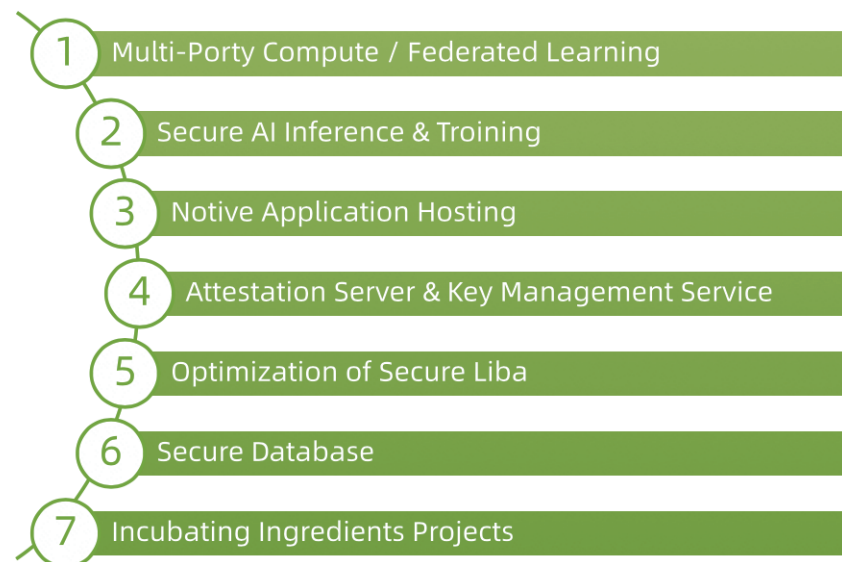 1 Multi-Porty Compute / Federated Learning
2 Secure AI Inference & Troining
3 Notive Application Hosting
4 Attestation Server & Key Management Service
5 Optimization of Secure Liba
6 Secure Database
7 Incubating Ingredients Projects